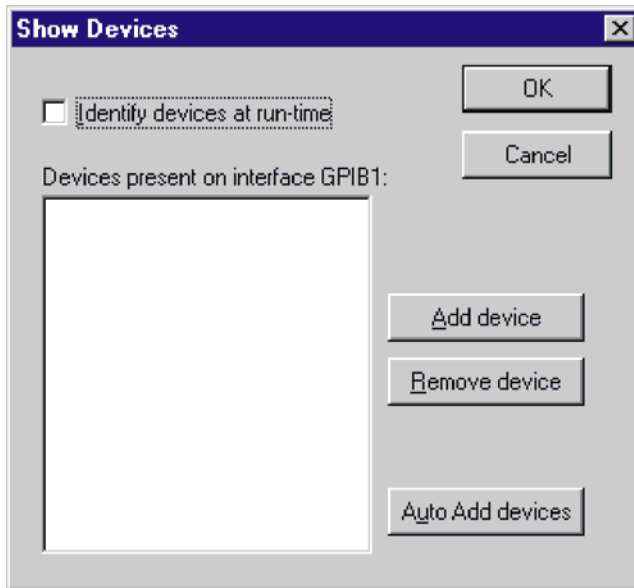 Show Devices
OK
Identify devices at run-time
Cancel
Devices present on interface GPIB1:
Add device
Remove device
Auto Add devices